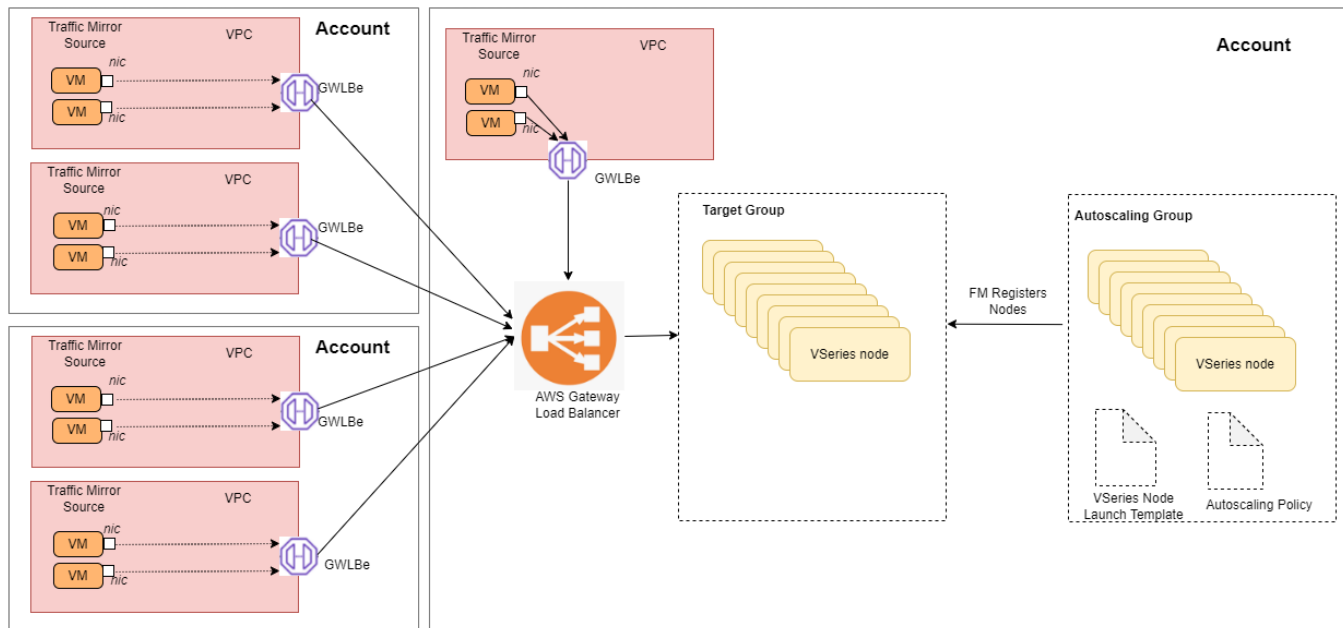 Account
Traffic Mirror
Source
VPC
nic
VM
VM
nic
GWLBe
Traffic Mirror
Source
VPC
nic
VM
VM
nic
GWLBe
Account
Traffic Mirror
Source
VPC
nic
VM
VM
nic
GWLBe
Traffic Mirror
Source
VPC
nic
VM
VM
nic
GWLBe
Account
Traffic Mirror
Source
VPC
nic
VM
VM
nic
GWLBe
AWS Gateway
Load Balancer
Target Group
VSeries node
FM Registers
Nodes
Autoscaling Group
VSeries node
VSeries Node
Launch Template
Autoscaling Policy